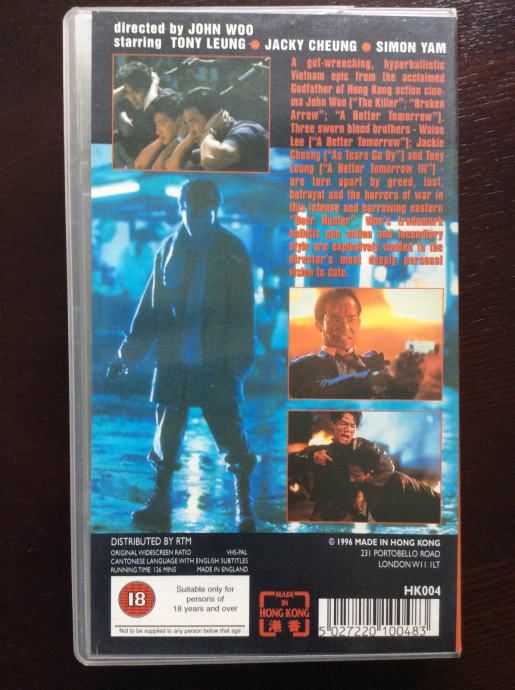 directed by JOHN WOO
starring TONY LEUNG ● JACKY CHEUNG ● SIMON YAM
A gut-wrenching, hyperballistic
Vietnam epic from the acclaimed
Godfather of Hong Kong action cine-
ma John Woo ["The Killer"; "Broken
Arrow"; "A Better Tomorrow"].
Three sworn blood brothers - Waise
Lee ["A Better Tomorrow"]; Jackie
Cheung ["As Tears Go By"] and Tony
Leung ["A Better Tomorrow III"] -
are torn apart by greed, lust,
betrayal and the horrors of war in
this intense and harrowing eastern
"Deer Hunter". Woo's trademark
balletic gun action and incendiary
style are explosively welded to the
director's most deeply personal
vision to date.
DISTRIBUTED BY RTM
ORIGINAL WIDESCREEN RATIO VHS-PAL
CANTONESE LANGUAGE WITH ENGLISH SUBTITLES
RUNNING TIME: 126 MINS MADE IN ENGLAND
© 1996 MADE IN HONG KONG
231 PORTOBELLO ROAD
LONDON W11 1LT
HK004
18
Suitable only for
persons of
18 years and over
Not to be supplied to any person below that age
MADE
IN
HONG KONG
港香
5 027220 100483